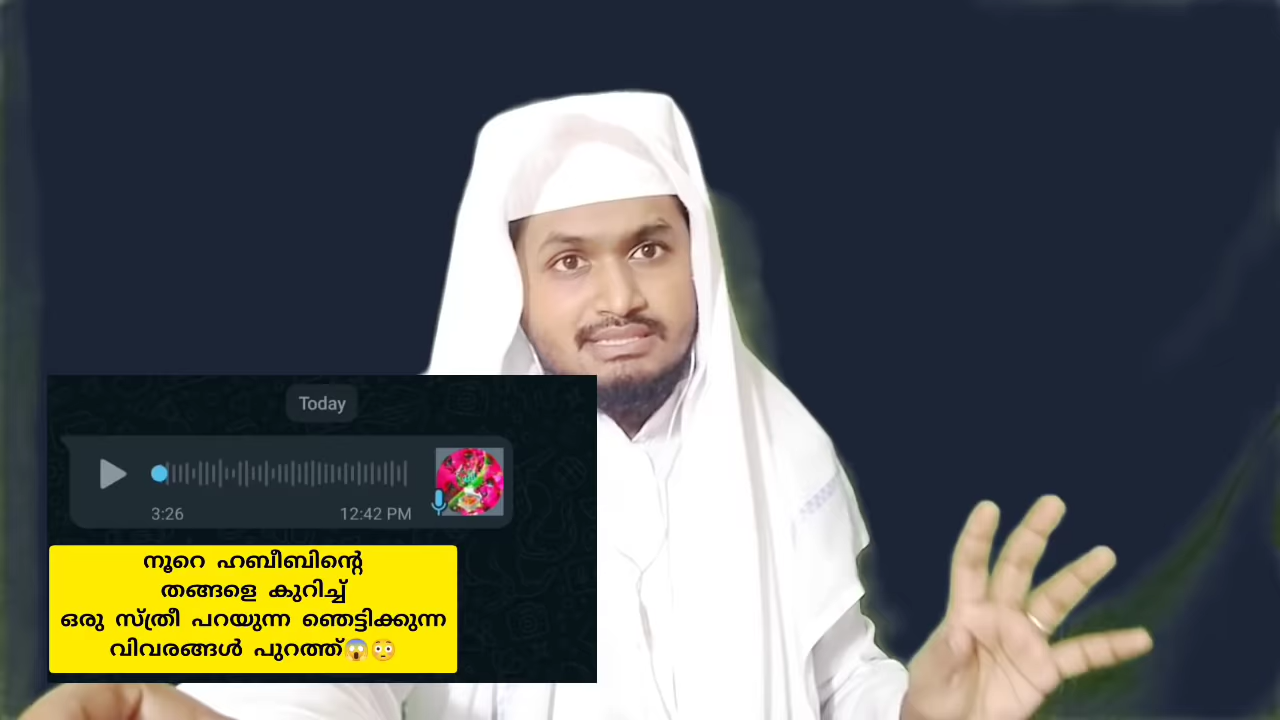 Today
3:26 12:42 PM
നൂറെ ഹബീബിന്റെ
തങ്ങളെ കുറിച്ച്
ഒരു സ്ത്രീ പറയുന്ന ഞെട്ടിക്കുന്ന
വിവരങ്ങൾ പുറത്ത്😱😳